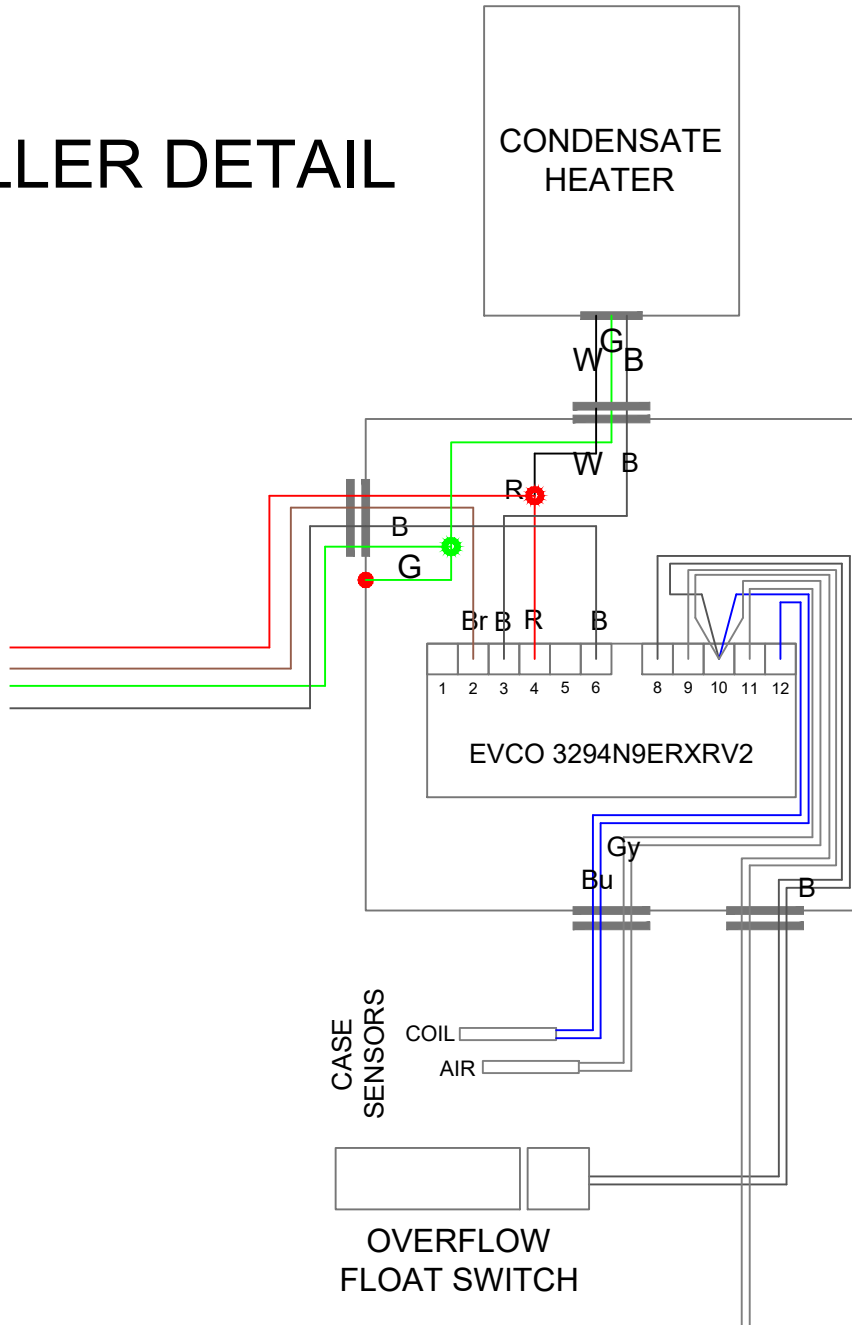 LLER DETAIL
CONDENSATE
HEATER
W G B
W B
R
B
G
Br B R B
1 2 3 4 5 6 8 9 10 11 12
EVCO 3294N9ERXRV2
Gy
Bu
B
CASE
SENSORS
COIL
AIR
OVERFLOW
FLOAT SWITCH